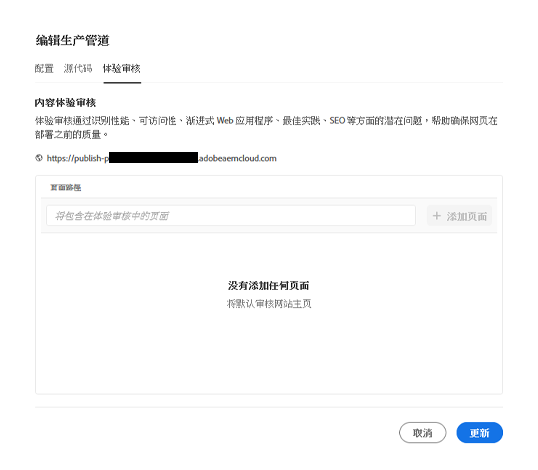 编辑生产管道
配置 源代码 体验审核
内容体验审核
体验审核通过识别性能、可访问性、渐进式 Web 应用程序、最佳实践、SEO 等方面的潜在问题，帮助确保网页在
部署之前的质量。
https://publish-p .adobeaemcloud.com
页面路径
将包含在体验审核中的页面
+ 添加页面
没有添加任何页面
将默认审核网站主页
取消 更新